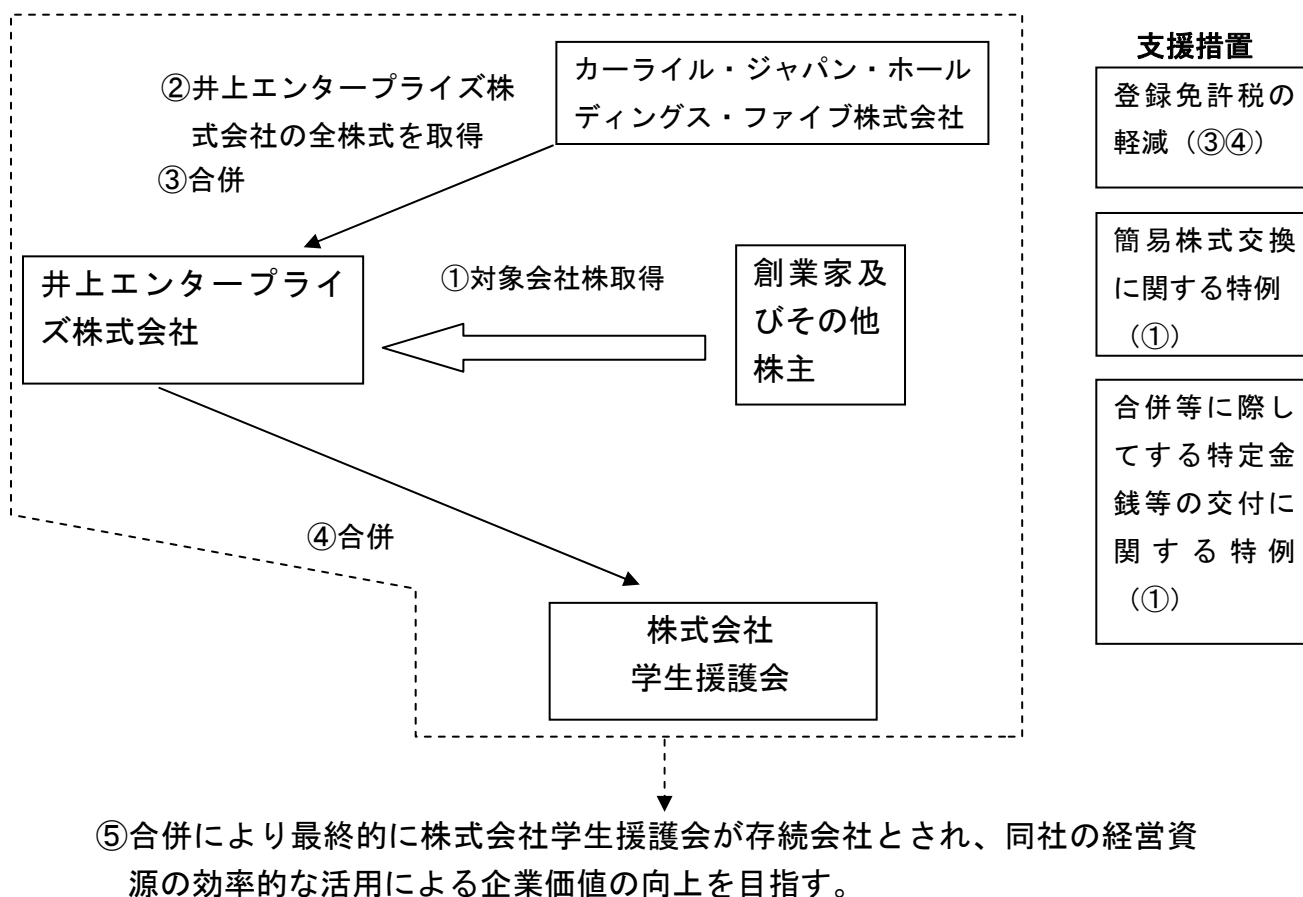 ②井上エンタープライズ株
式会社の全株式を取得
③合併
カーライル・ジャパン・ホール
ディングス・ファイブ株式会社
井上エンタープライ
ズ株式会社
①対象会社株取得
創業家及
びその他
株主
④合併
株式会社
学生援護会
支援措置
登録免許税の
軽減（③④）
簡易株式交換
に関する特例
（①）
合併等に際し
てする特定金
銭等の交付に
関する特例
（①）
⑤合併により最終的に株式会社学生援護会が存続会社とされ、同社の経営資
源の効率的な活用による企業価値の向上を目指す。